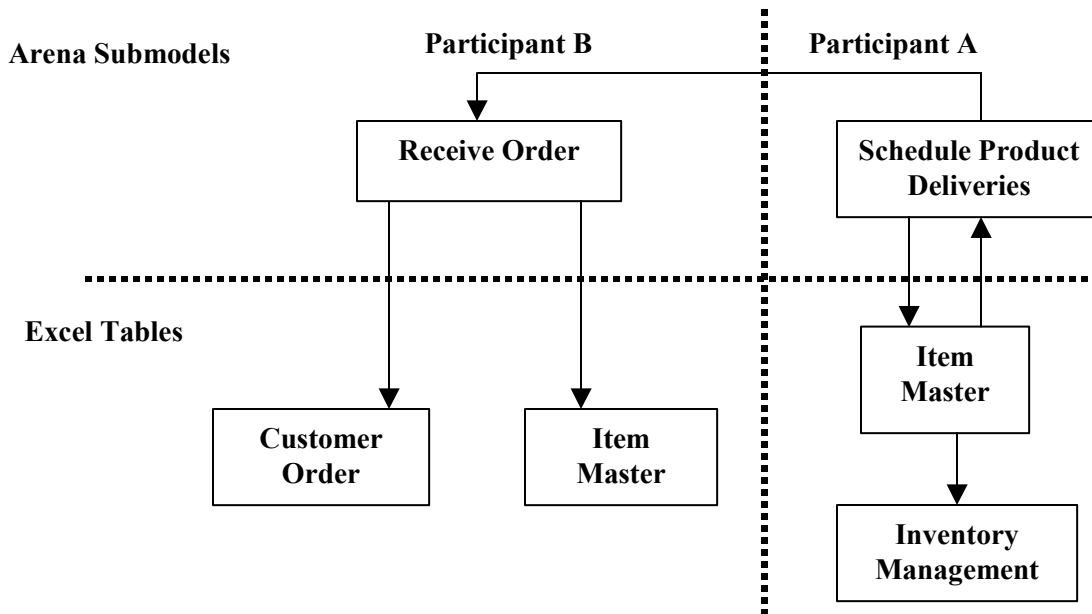 Arena Submodels
Participant B
Participant A
Receive Order
Schedule Product
Deliveries
Excel Tables
Customer
Order
Item
Master
Item
Master
Inventory
Management